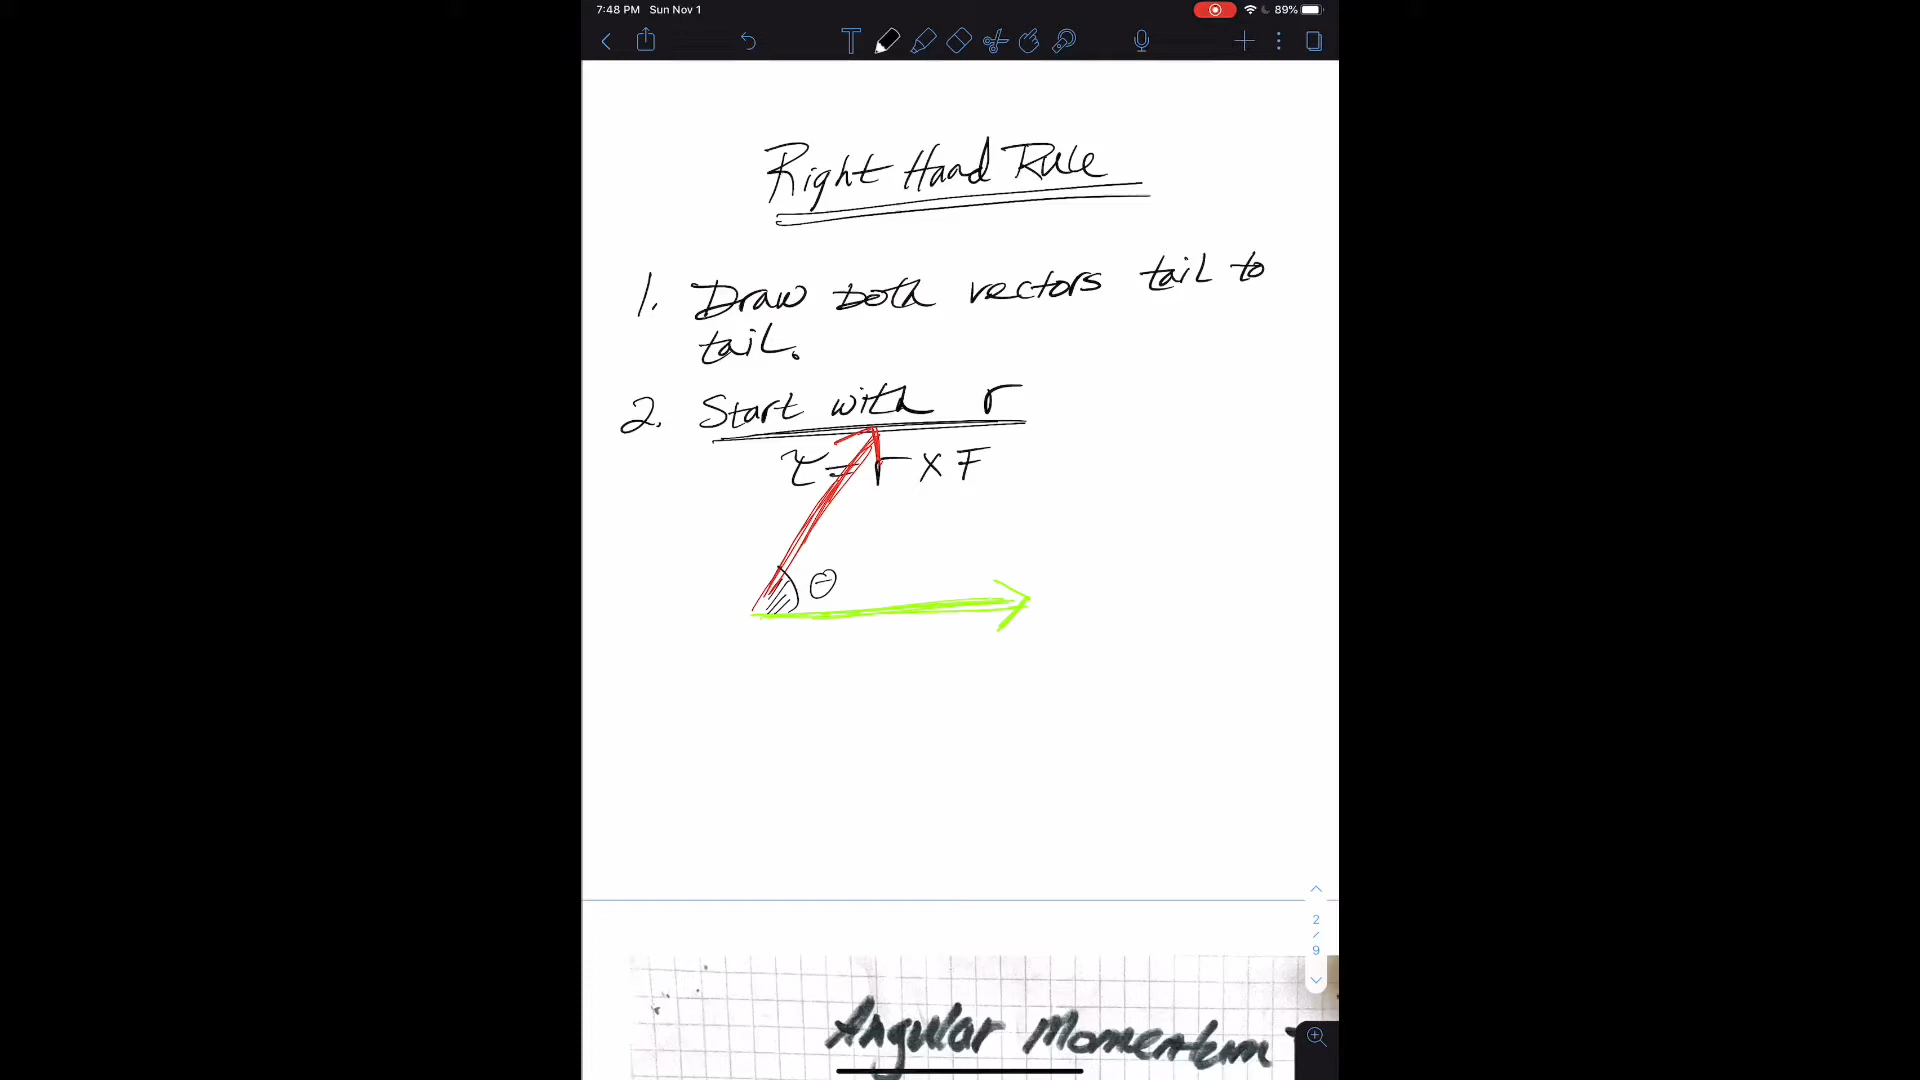 7:48 PM Sun Nov 1
89%
T
Right Hand Rule
1. Draw both vectors tail to
tail.
2. Start with r
τ = r × F
θ
2
/
9
Angular Momentum